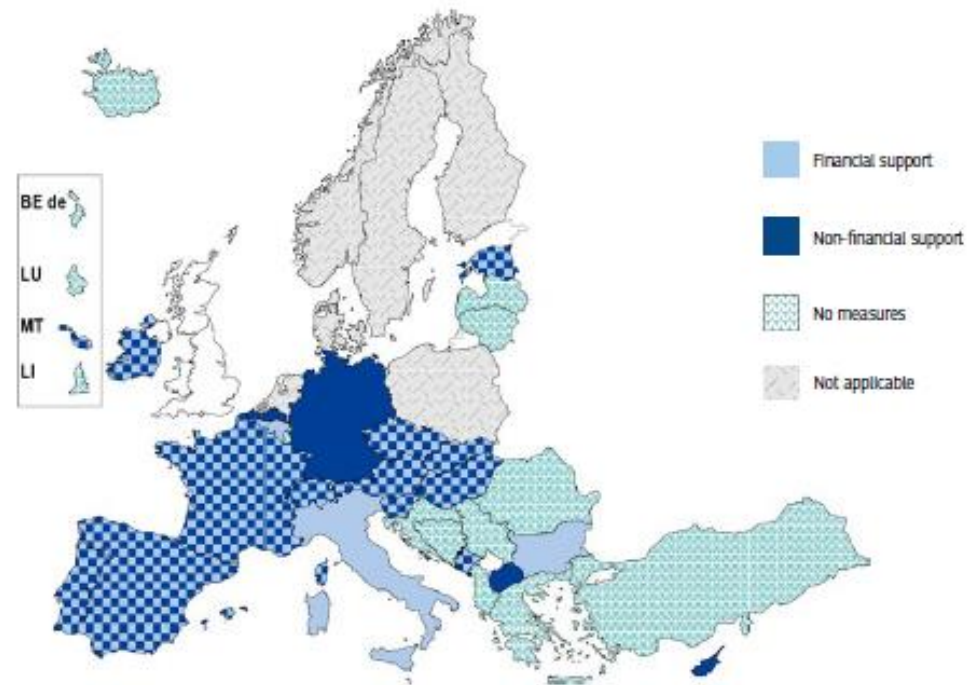 BE de
LU
MT
LI
Financial support
Non-financial support
No measures
Not applicable